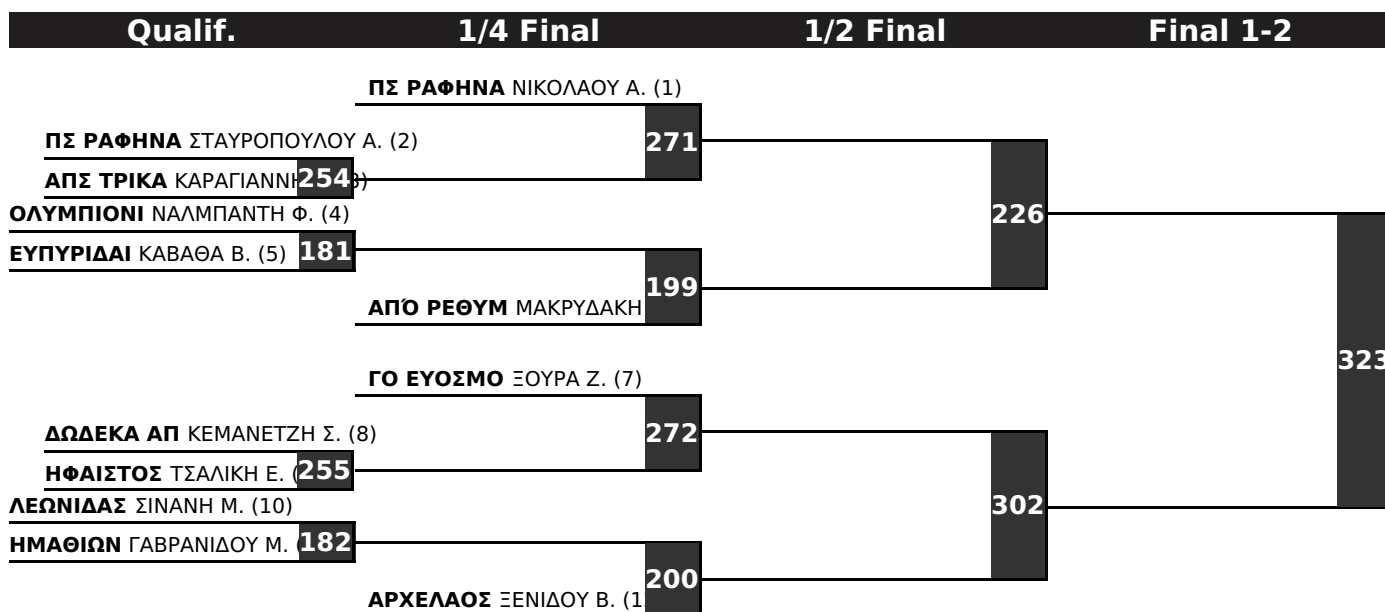 Qualif. 1/4 Final 1/2 Final Final 1-2
ΠΣ ΡΑΦΗΝΑ ΝΙΚΟΛΑΟΥ Α. (1)
271
ΠΣ ΡΑΦΗΝΑ ΣΤΑΥΡΟΠΟΥΛΟΥ Α. (2)
ΑΠΣ ΤΡΙΚΑ ΚΑΡΑΓΙΑΝΝΗ 254
ΟΛΥΜΠΙΟΝΙ ΝΑΛΜΠΑΝΤΗ Φ. (4)
226
ΕΥΠΥΡΙΔΑΙ ΚΑΒΑΘΑ Β. (5) 181
199
ΑΠΌ ΡΕΘΥΜ ΜΑΚΡΥΔΑΚΗ
323
ΓΟ ΕΥΟΣΜΟ ΞΟΥΡΑ Ζ. (7)
272
ΔΩΔΕΚΑ ΑΠ ΚΕΜΑΝΕΤΖΗ Σ. (8)
ΗΦΑΙΣΤΟΣ ΤΣΑΛΙΚΗ Ε. ( 255
ΛΕΩΝΙΔΑΣ ΣΙΝΑΝΗ Μ. (10)
302
ΗΜΑΘΙΩΝ ΓΑΒΡΑΝΙΔΟΥ Μ. ( 182
200
ΑΡΧΕΛΑΟΣ ΞΕΝΙΔΟΥ Β. (1